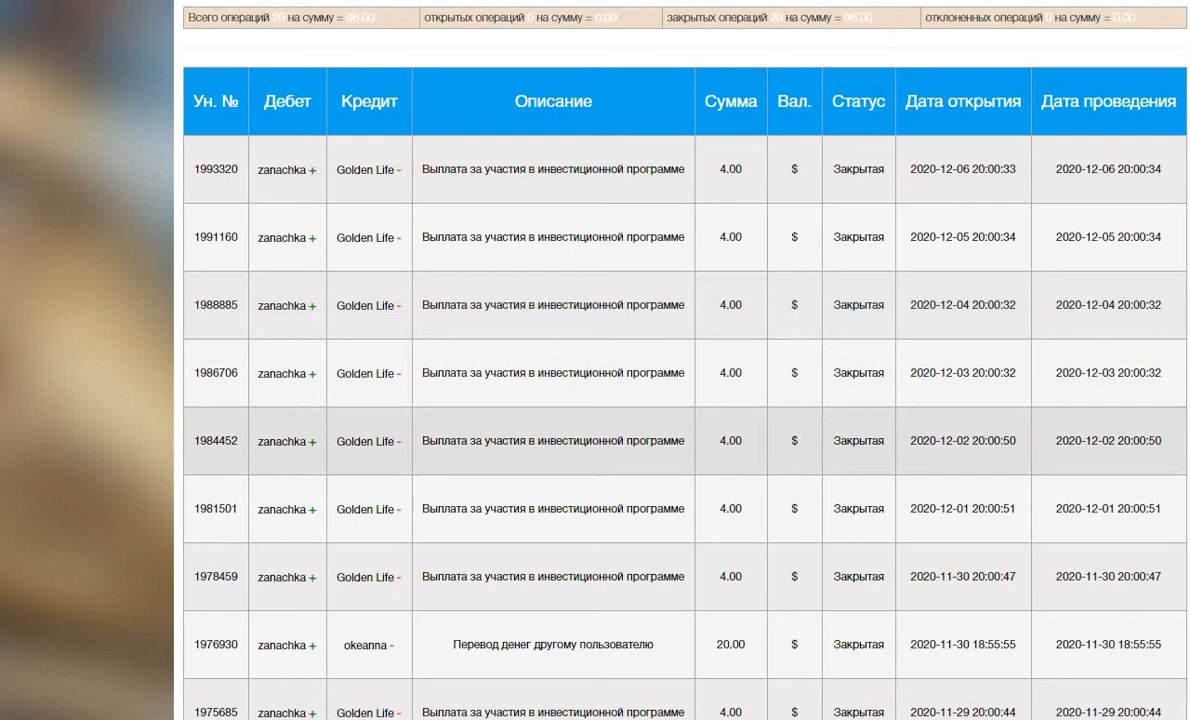 Всего операций 20 на сумму = 96.00 открытых операций 0 на сумму = 0.00 закрытых операций 20 на сумму = 96.00 отклоненных операций 0 на сумму = 0.00
Ун. № Дебет Кредит Описание Сумма Вал. Статус Дата открытия Дата проведения
1993320 zanachka + Golden Life - Выплата за участия в инвестиционной программе 4.00 $ Закрытая 2020-12-06 20:00:33 2020-12-06 20:00:34
1991160 zanachka + Golden Life - Выплата за участия в инвестиционной программе 4.00 $ Закрытая 2020-12-05 20:00:34 2020-12-05 20:00:34
1988885 zanachka + Golden Life - Выплата за участия в инвестиционной программе 4.00 $ Закрытая 2020-12-04 20:00:32 2020-12-04 20:00:32
1986706 zanachka + Golden Life - Выплата за участия в инвестиционной программе 4.00 $ Закрытая 2020-12-03 20:00:32 2020-12-03 20:00:32
1984452 zanachka + Golden Life - Выплата за участия в инвестиционной программе 4.00 $ Закрытая 2020-12-02 20:00:50 2020-12-02 20:00:50
1981501 zanachka + Golden Life - Выплата за участия в инвестиционной программе 4.00 $ Закрытая 2020-12-01 20:00:51 2020-12-01 20:00:51
1978459 zanachka + Golden Life - Выплата за участия в инвестиционной программе 4.00 $ Закрытая 2020-11-30 20:00:47 2020-11-30 20:00:47
1976930 zanachka + okeanna - Перевод денег другому пользователю 20.00 $ Закрытая 2020-11-30 18:55:55 2020-11-30 18:55:55
1975685 zanachka + Golden Life - Выплата за участия в инвестиционной программе 4.00 $ Закрытая 2020-11-29 20:00:44 2020-11-29 20:00:44